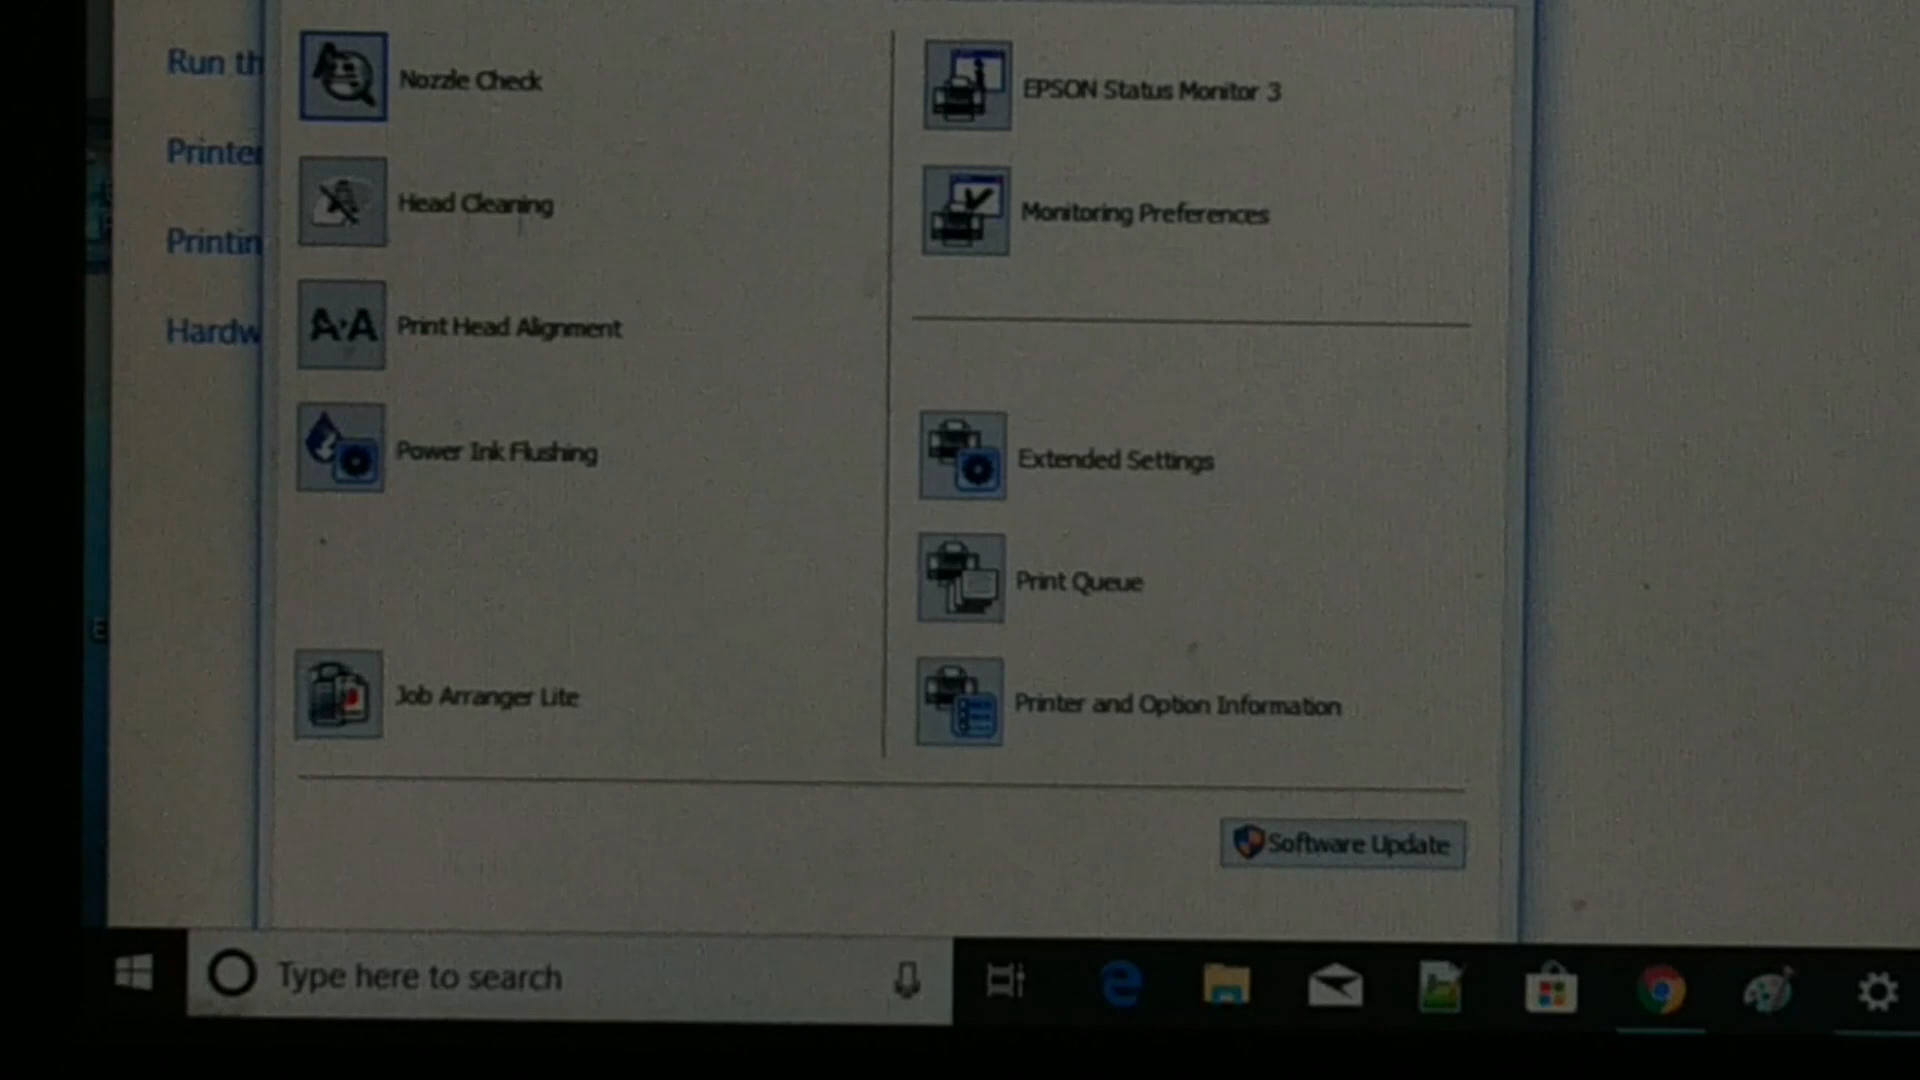 Run th
Printer
Printin
Hardw
Nozzle Check
Head Cleaning
Print Head Alignment
Power Ink Flushing
Job Arranger Lite
EPSON Status Monitor 3
Monitoring Preferences
Extended Settings
Print Queue
Printer and Option Information
Software Update
E
Type here to search